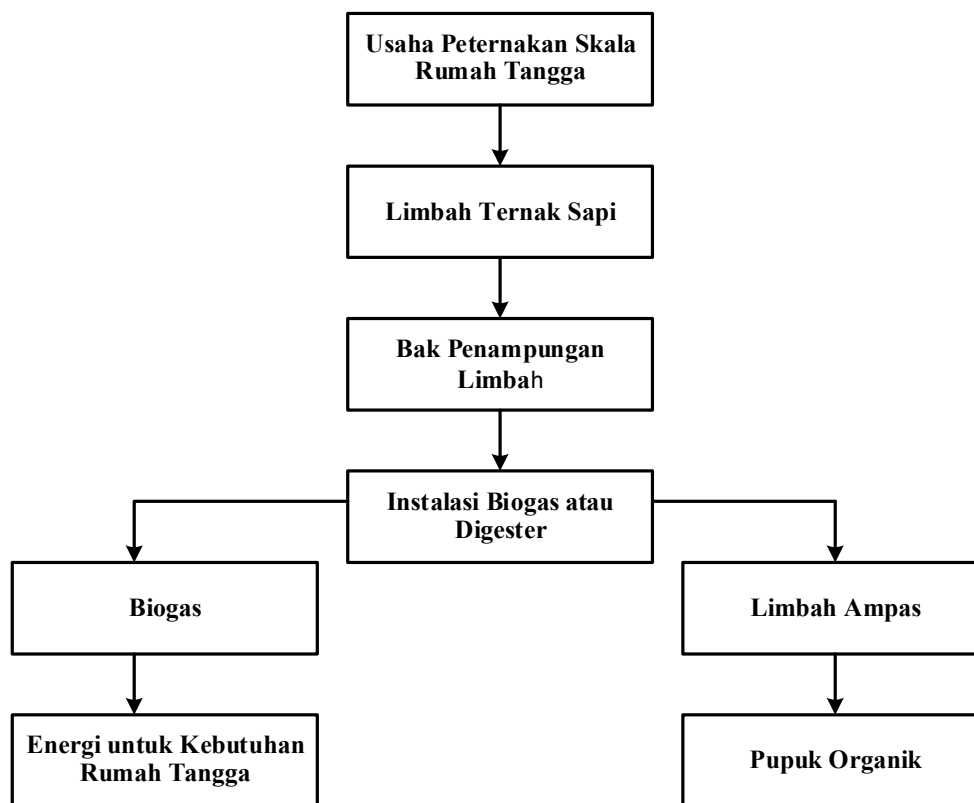 Usaha Peternakan Skala
Rumah Tangga
Limbah Ternak Sapi
Bak Penampungan
Limbah
Instalasi Biogas atau
Digester
Biogas
Limbah Ampas
Energi untuk Kebutuhan
Rumah Tangga
Pupuk Organik